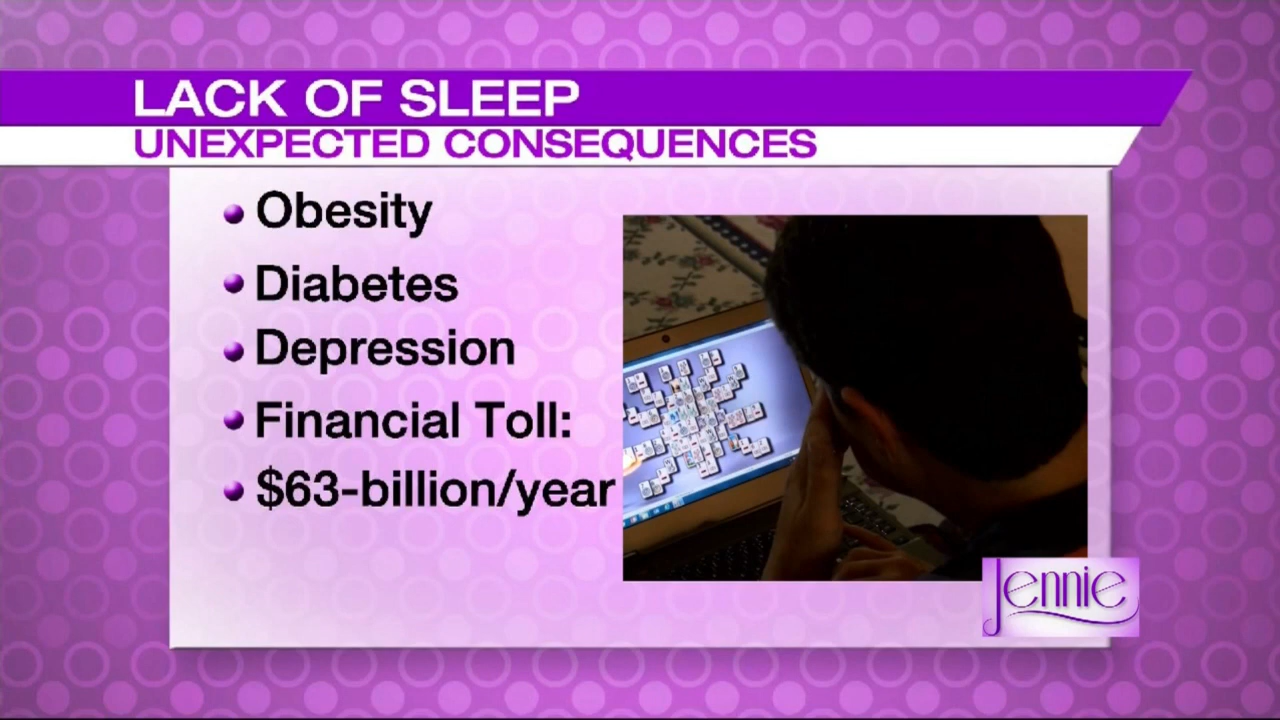 LACK OF SLEEP
UNEXPECTED CONSEQUENCES
Obesity
Diabetes
Depression
Financial Toll:
$63-billion/year
Jennie